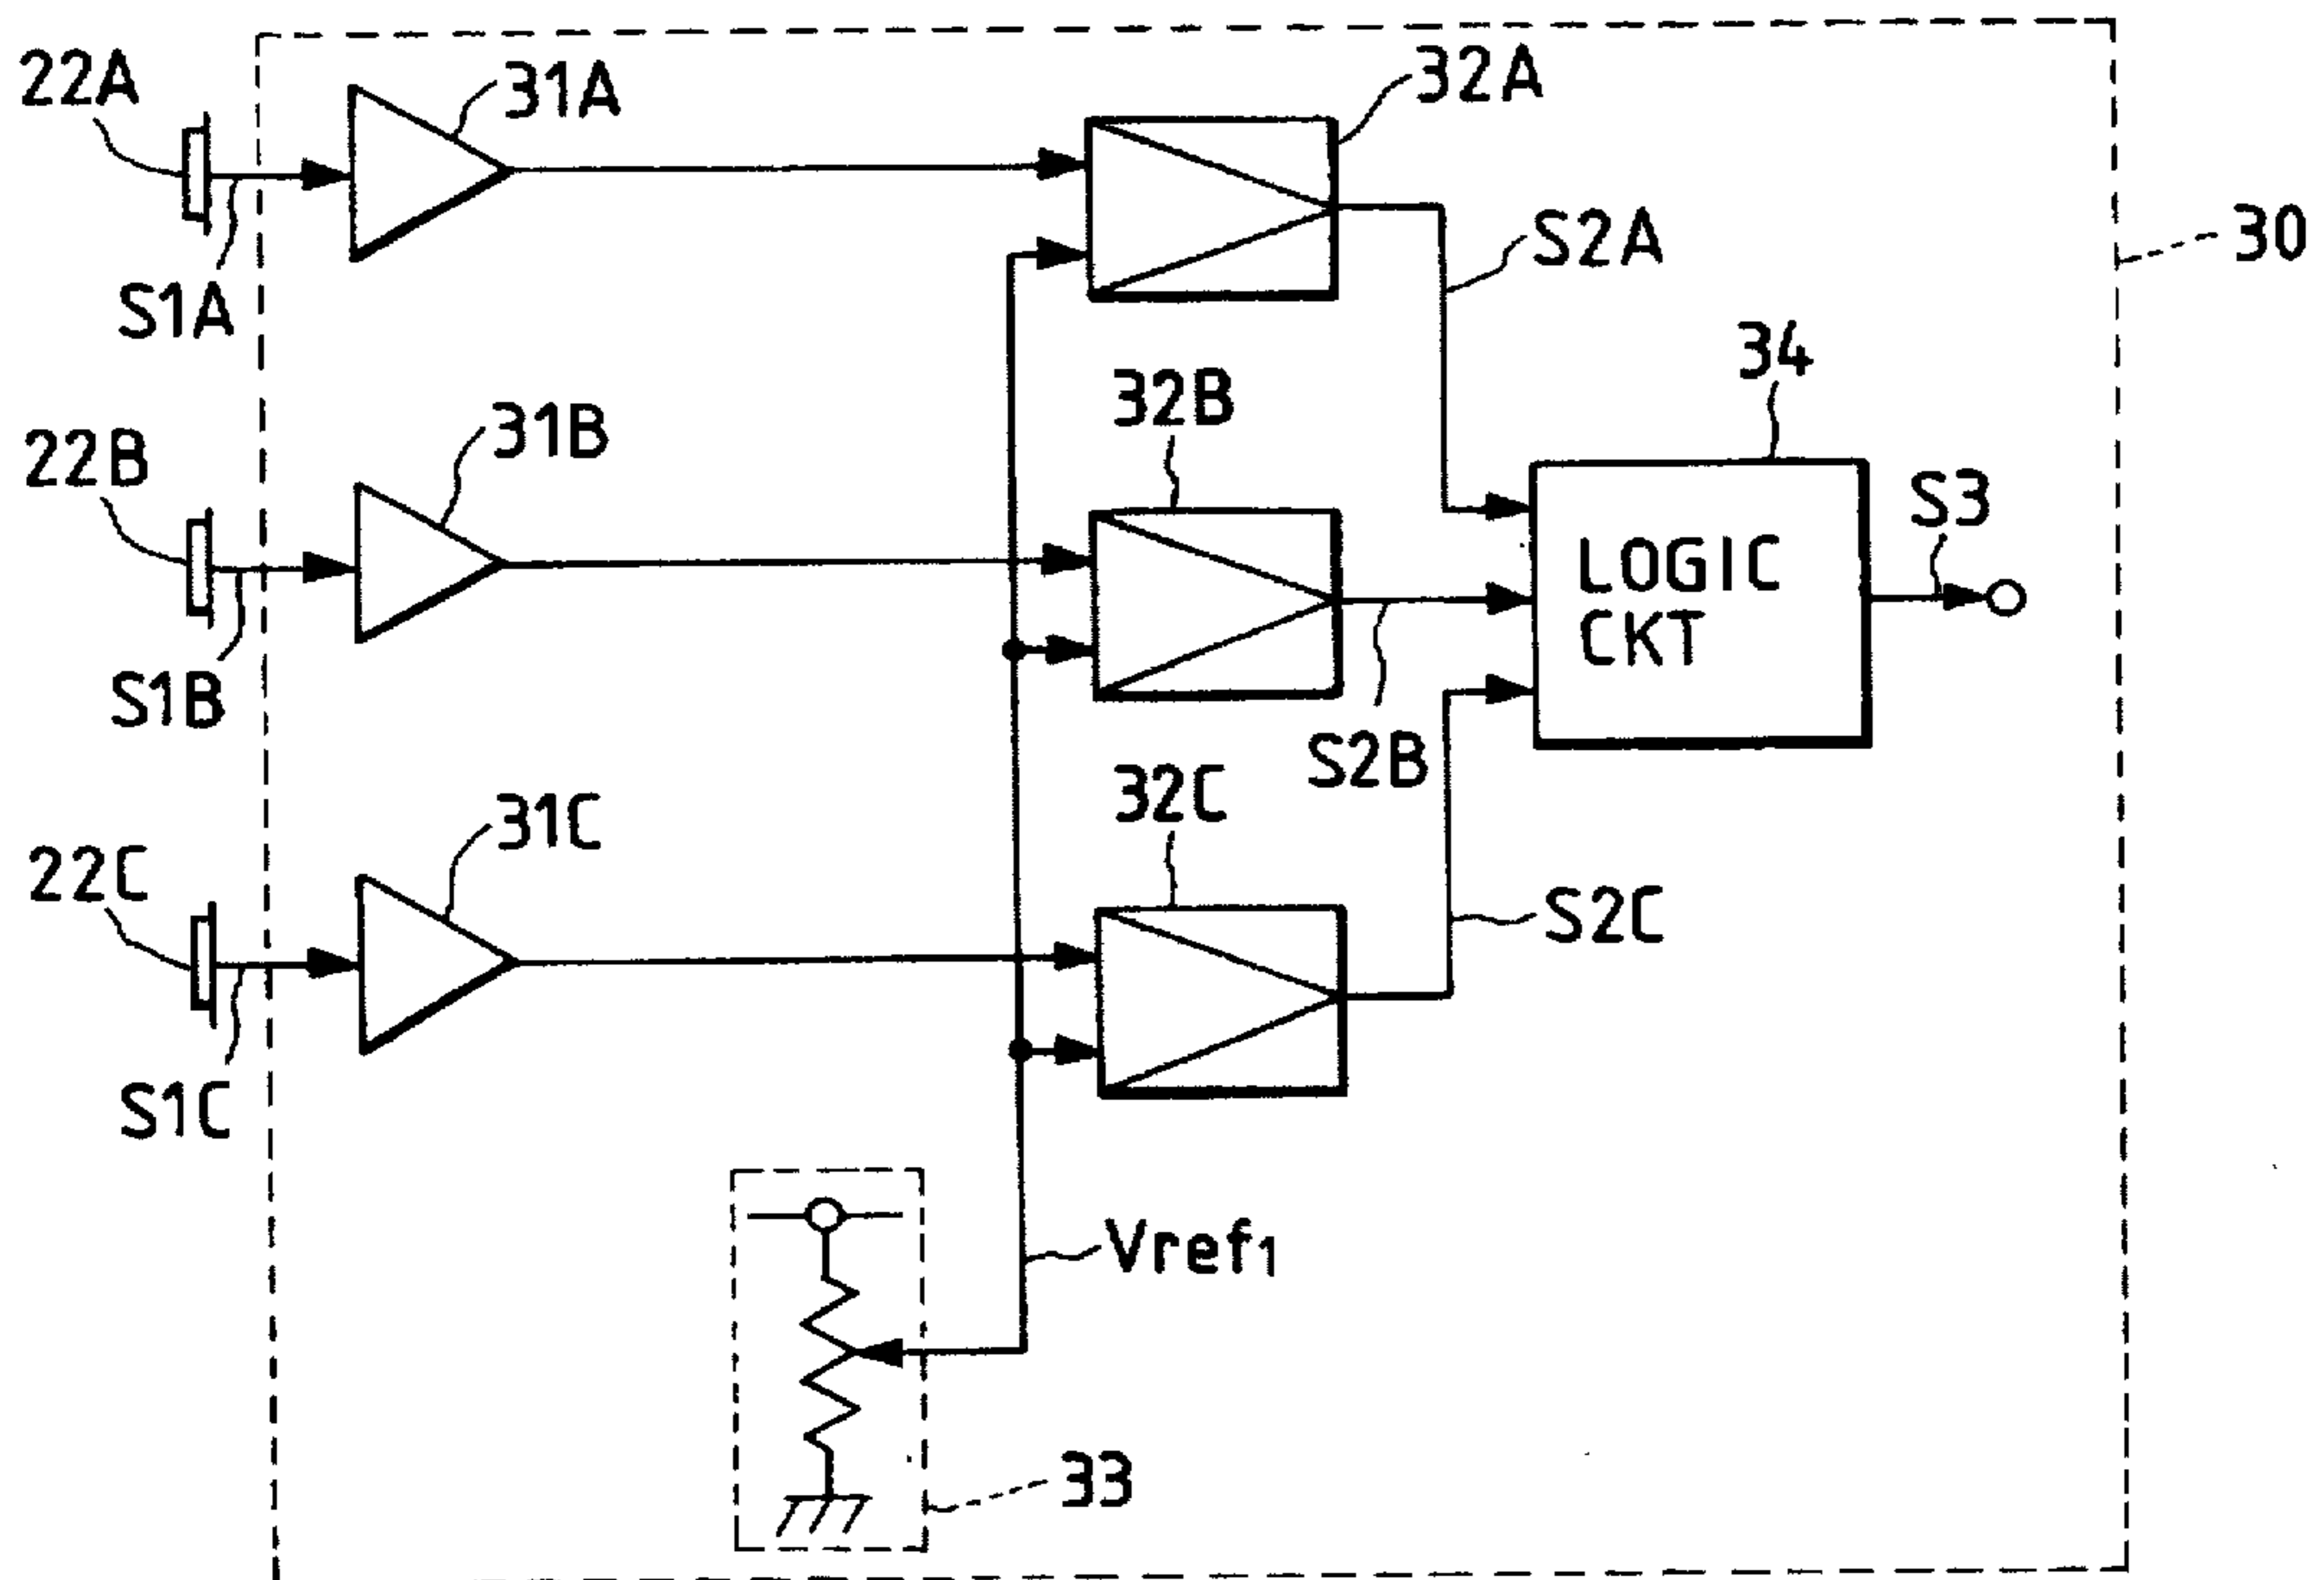 22A
31A
32A
S1A
S2A
30
34
22B
31B
32B
S3
LOGIC
CKT
S1B
S2B
22C
31C
32C
S2C
S1C
Vref1
33